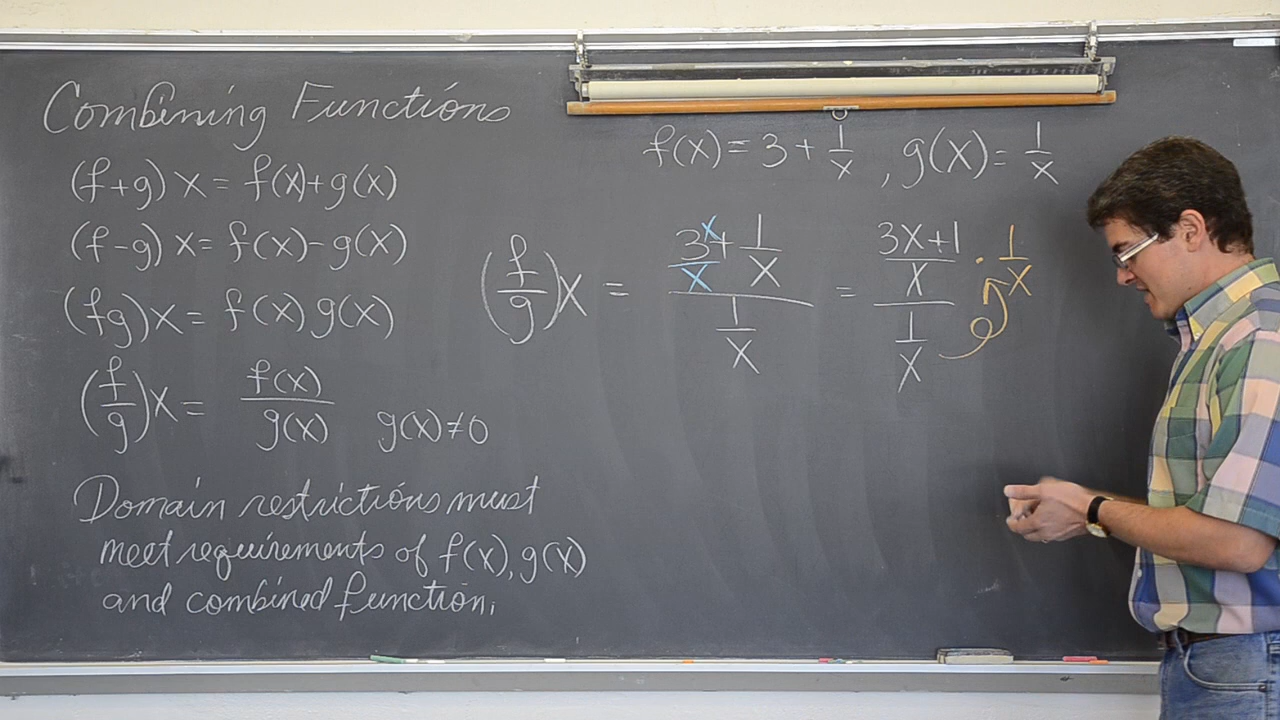 Combining Functions
(f+g)x = f(x)+g(x)
(f-g)x = f(x)-g(x)
(fg)x = f(x)g(x)
(f/g)x = f(x)/g(x) g(x)≠0
Domain restrictions must
meet requirements of f(x), g(x)
and combined function.
f(x) = 3 + 1/x , g(x) = 1/x
(f/g)x = (3x/x + 1/x)/(1/x) = ((3x+1)/x)/(1/x) · 1/x